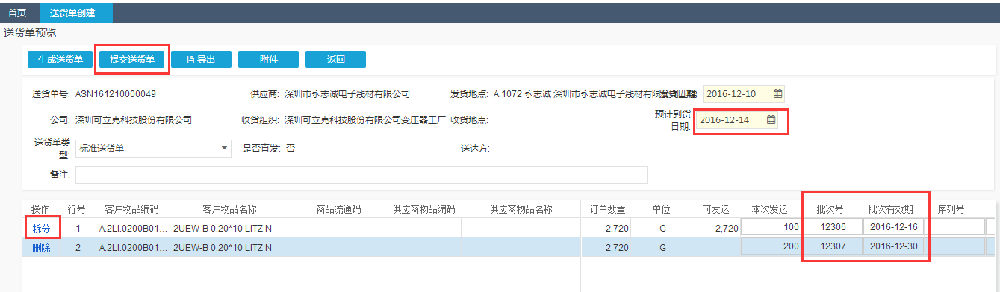 首页 送货单创建
送货单预览
生成送货单 提交送货单 导出 附件 返回
送货单号: ASN161210000049 供应商: 深圳市永志诚电子线材有限公司 发货地点: A.1072 永志诚 深圳市永志诚电子线材有限公司 2016-12-10
公司: 深圳可立克科技股份有限公司 收货组织: 深圳可立克科技股份有限公司变压器工厂 收货地点: 预计到货日期: 2016-12-14
送货单类型: 标准送货单 是否直发: 否 送达方:
备注:
操作 行号 客户物品编码 客户物品名称 商品流通码 供应商物品编码 供应商物品名称 订单数量 单位 可发运 本次发运 批次号 批次有效期 序列号
拆分 1 A.2LI.0200B01... 2UEW-B 0.20*10 LITZ N 2,720 G 2,720 100 12306 2016-12-16
删除 2 A.2LI.0200B01... 2UEW-B 0.20*10 LITZ N 2,720 G 200 12307 2016-12-30